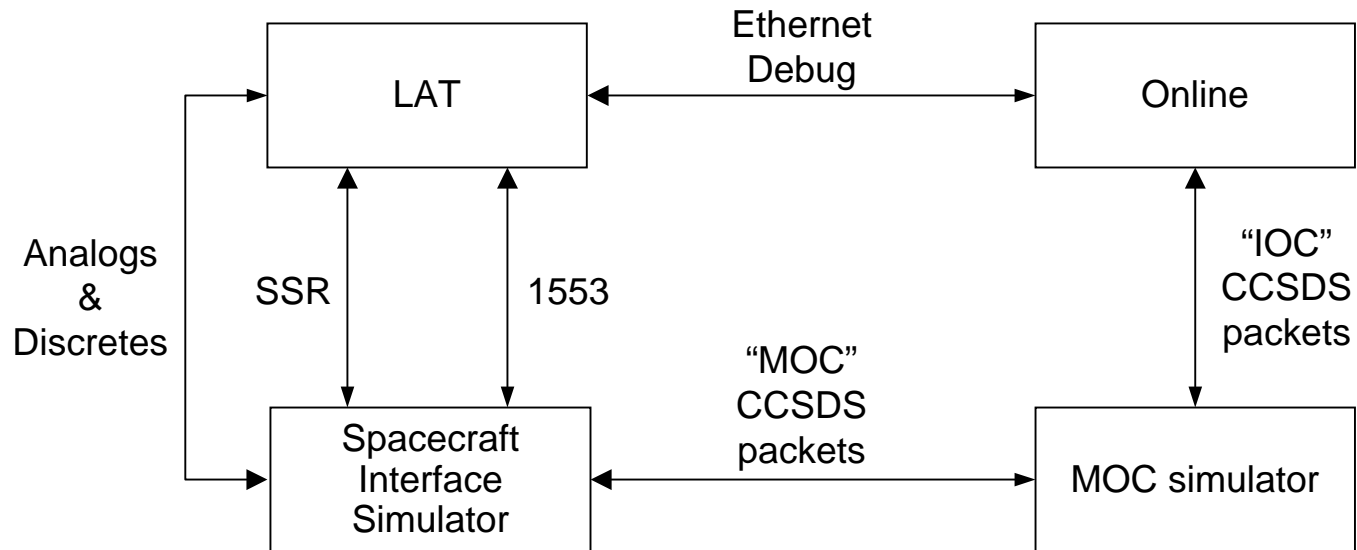 Ethernet
Debug
LAT
Online
Analogs
&
Discretes
SSR
1553
“IOC”
CCSDS
packets
“MOC”
CCSDS
packets
Spacecraft
Interface
Simulator
MOC simulator